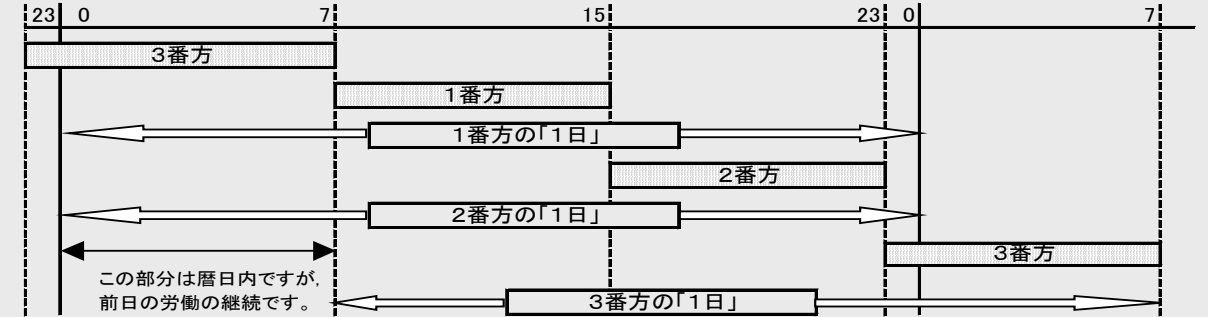 23 0 7 15 23 0 7
3番方
1番方
1番方の「1日」
2番方
2番方の「1日」
3番方
この部分は暦日内ですが,
前日の労働の継続です。
3番方の「1日」